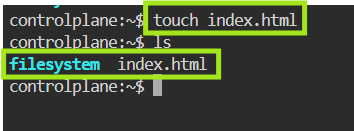 controlplane:~$ touch index.html
controlplane:~$ ls
filesystem  index.html
controlplane:~$